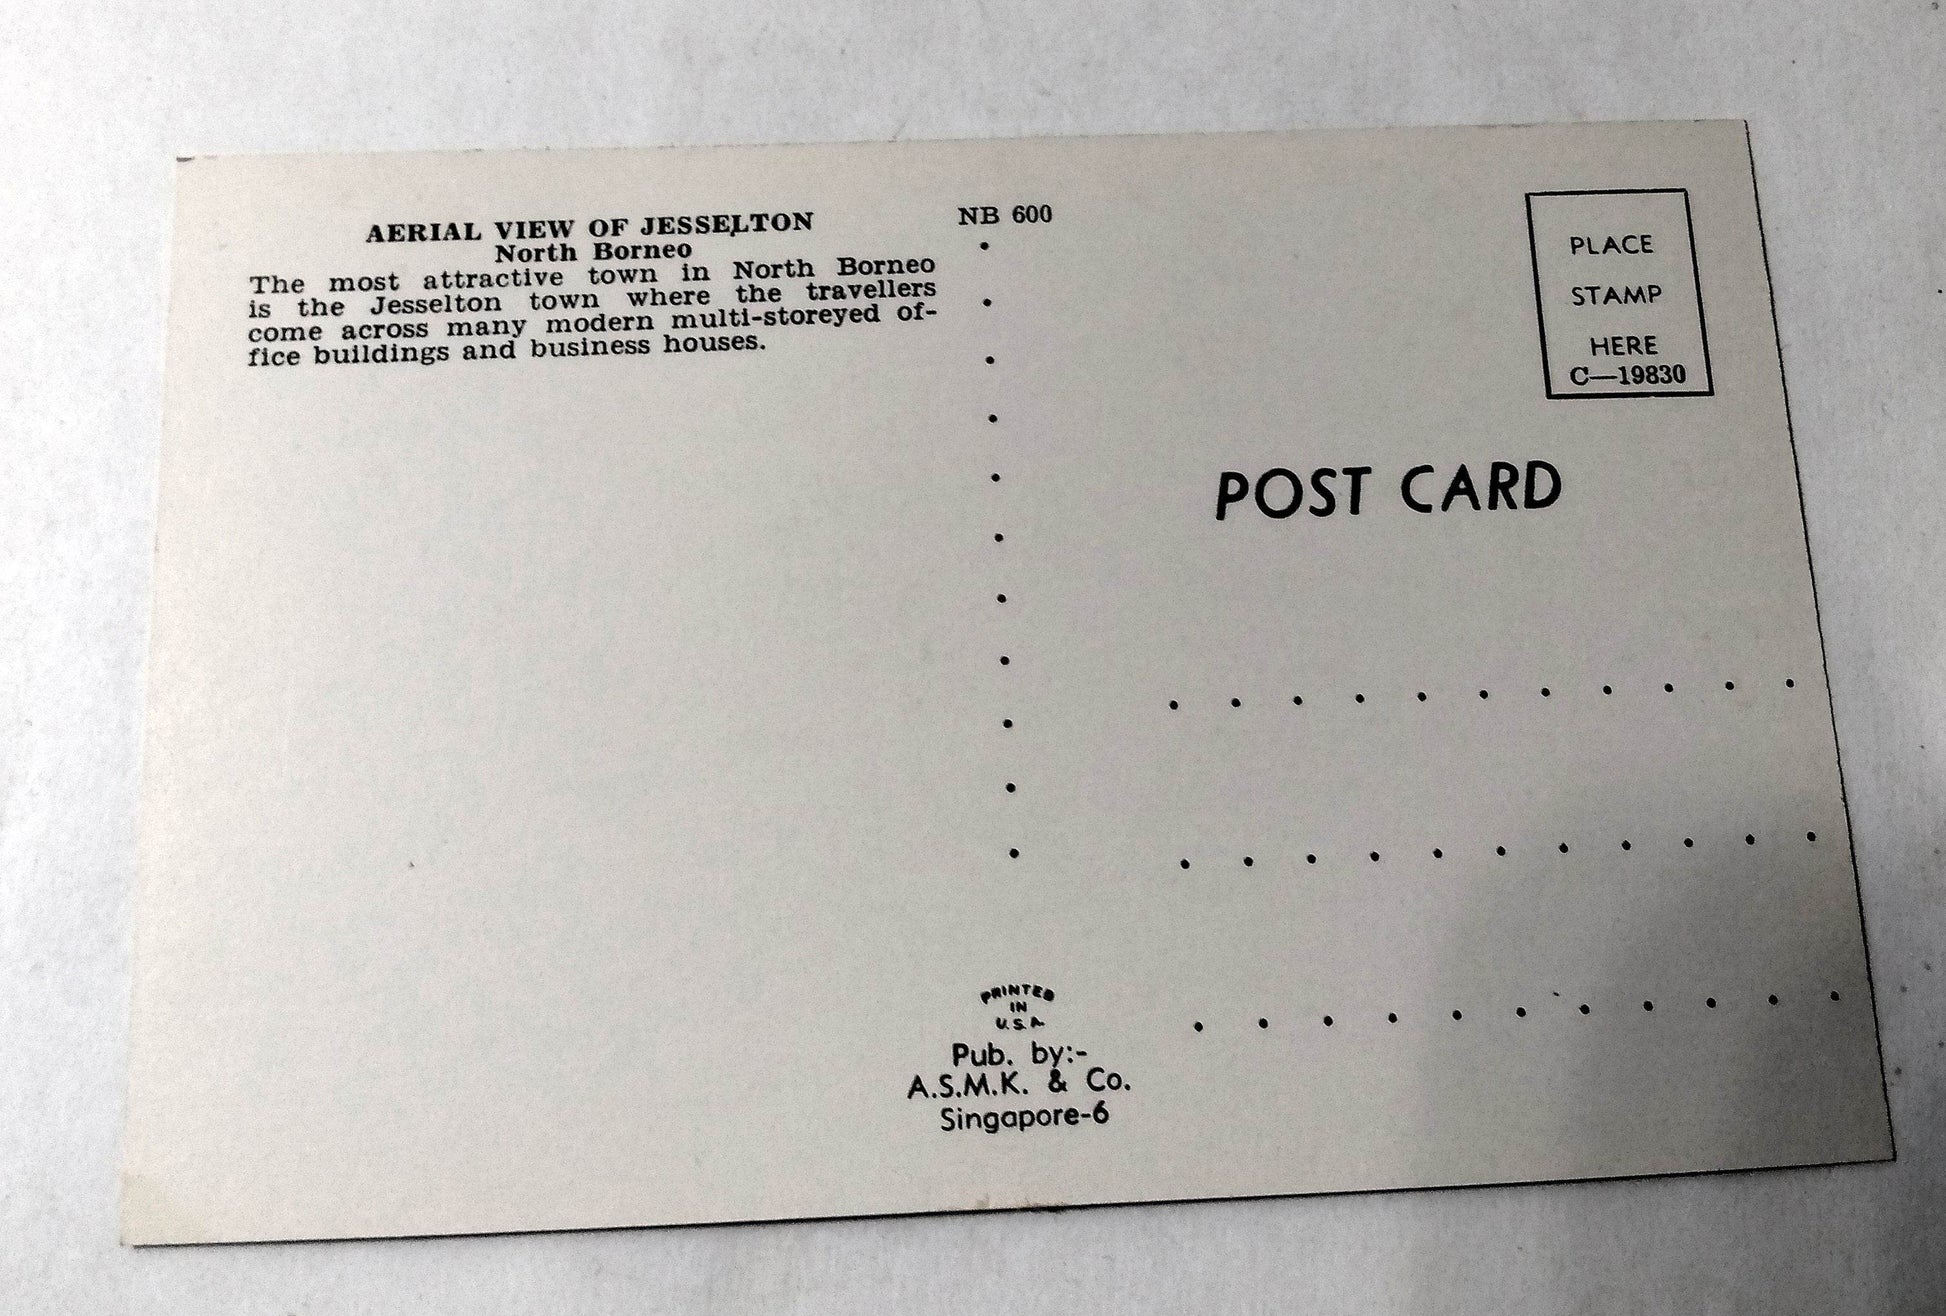 AERIAL VIEW OF JESSELTON
North Borneo
The most attractive town in North Borneo
is the Jesselton town where the travellers
come across many modern multi-storeyed of-
fice buildings and business houses.
NB 600
PLACE
STAMP
HERE
C—19830
POST CARD
PRINTED
IN
U.S.A.
Pub. by:-
A.S.M.K. & Co.
Singapore-6